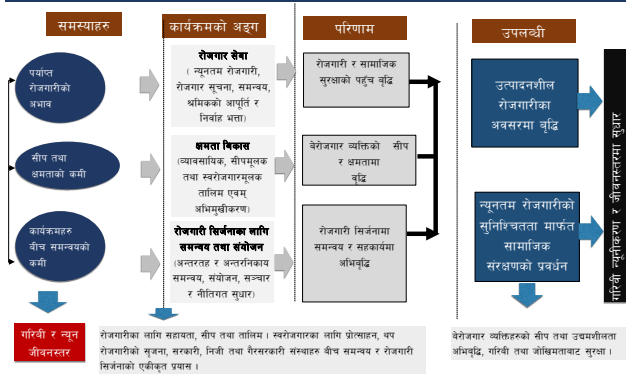 समस्याहरु
कार्यक्रमको अङ्ग
परिणाम
उपलब्धी
पर्याप्त
रोजगारीको
अभाव
सीप तथा
क्षमताको कमी
कार्यक्रमहरु
बीच समन्वयको
कमी
गरिवी र न्यून
जीवनस्तर
रोजगार सेवा
( न्यूनतम रोजगारी,
रोजगार सूचना, समन्वय,
श्रमिकको आपूर्ति र
निर्वाह भत्ता)
क्षमता बिकास
(व्यावसायिक, सीपमूलक
तथा स्वरोजगारमूलक
तालिम एवम्
अभिमुखीकरण)
रोजगारी सिर्जनाका लागि
समन्वय तथा संयोजन
(अन्तरतह र अन्तरनिकाय
समन्वय, संयोजन, सञ्चार
र नीतिगत सुधार)
रोजगारी र सामाजिक
सुरक्षाको पहुँच वृद्धि
बेरोजगार व्यक्तिको सीप
र क्षमतामा
वृद्धि
रोजगारी सिर्जनामा
समन्वय र सहकार्यमा
अभिवृद्धि
उत्पादनशील
रोजगारीका
अवसरमा वृद्धि
न्यूनतम रोजगारीको
सुनिश्चितता मार्फत
सामाजिक
संरक्षणको प्रवर्धन
गरिवी न्यूनीकरण र जीवनस्तरमा सुधार
रोजगारीका लागि सहायता, सीप तथा तालिम । स्वरोजगारका लागि प्रोत्साहन, थप
रोजगारीको सृजना, सरकारी, निजी तथा गैरसरकारी संस्थाहरु बीच समन्वय र रोजगारी
सिर्जनाको एकीकृत प्रयास ।
बेरोजगार व्यक्तिहरुको सीप तथा उद्यमशीलता
अभिवृद्धि, गरिवी तथा जोखिमताबाट सुरक्षा ।